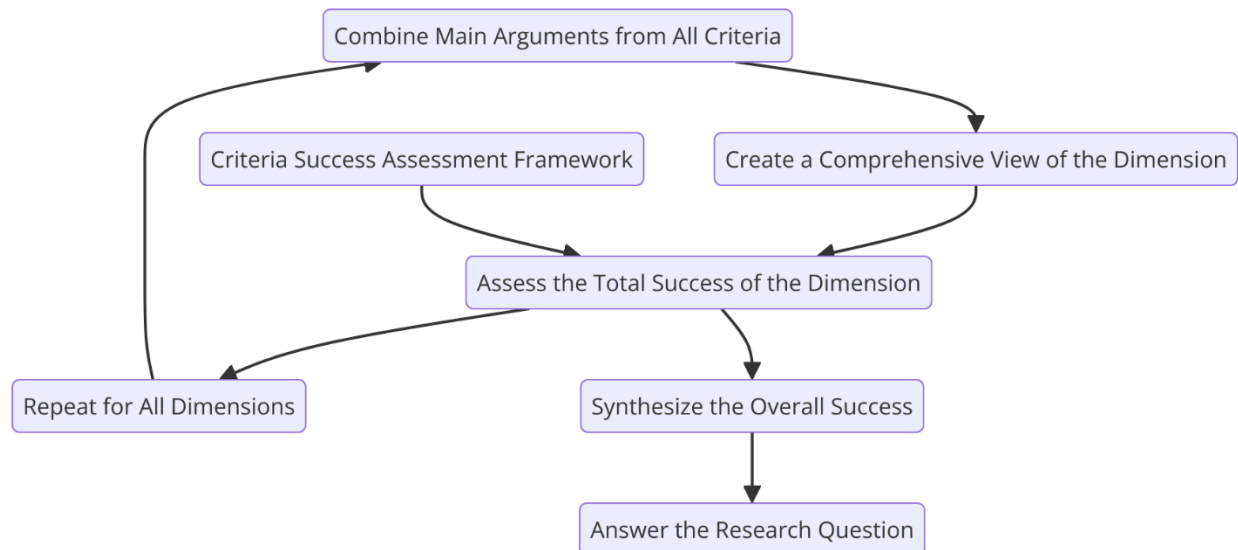 Combine Main Arguments from All Criteria
Criteria Success Assessment Framework
Create a Comprehensive View of the Dimension
Assess the Total Success of the Dimension
Repeat for All Dimensions
Synthesize the Overall Success
Answer the Research Question